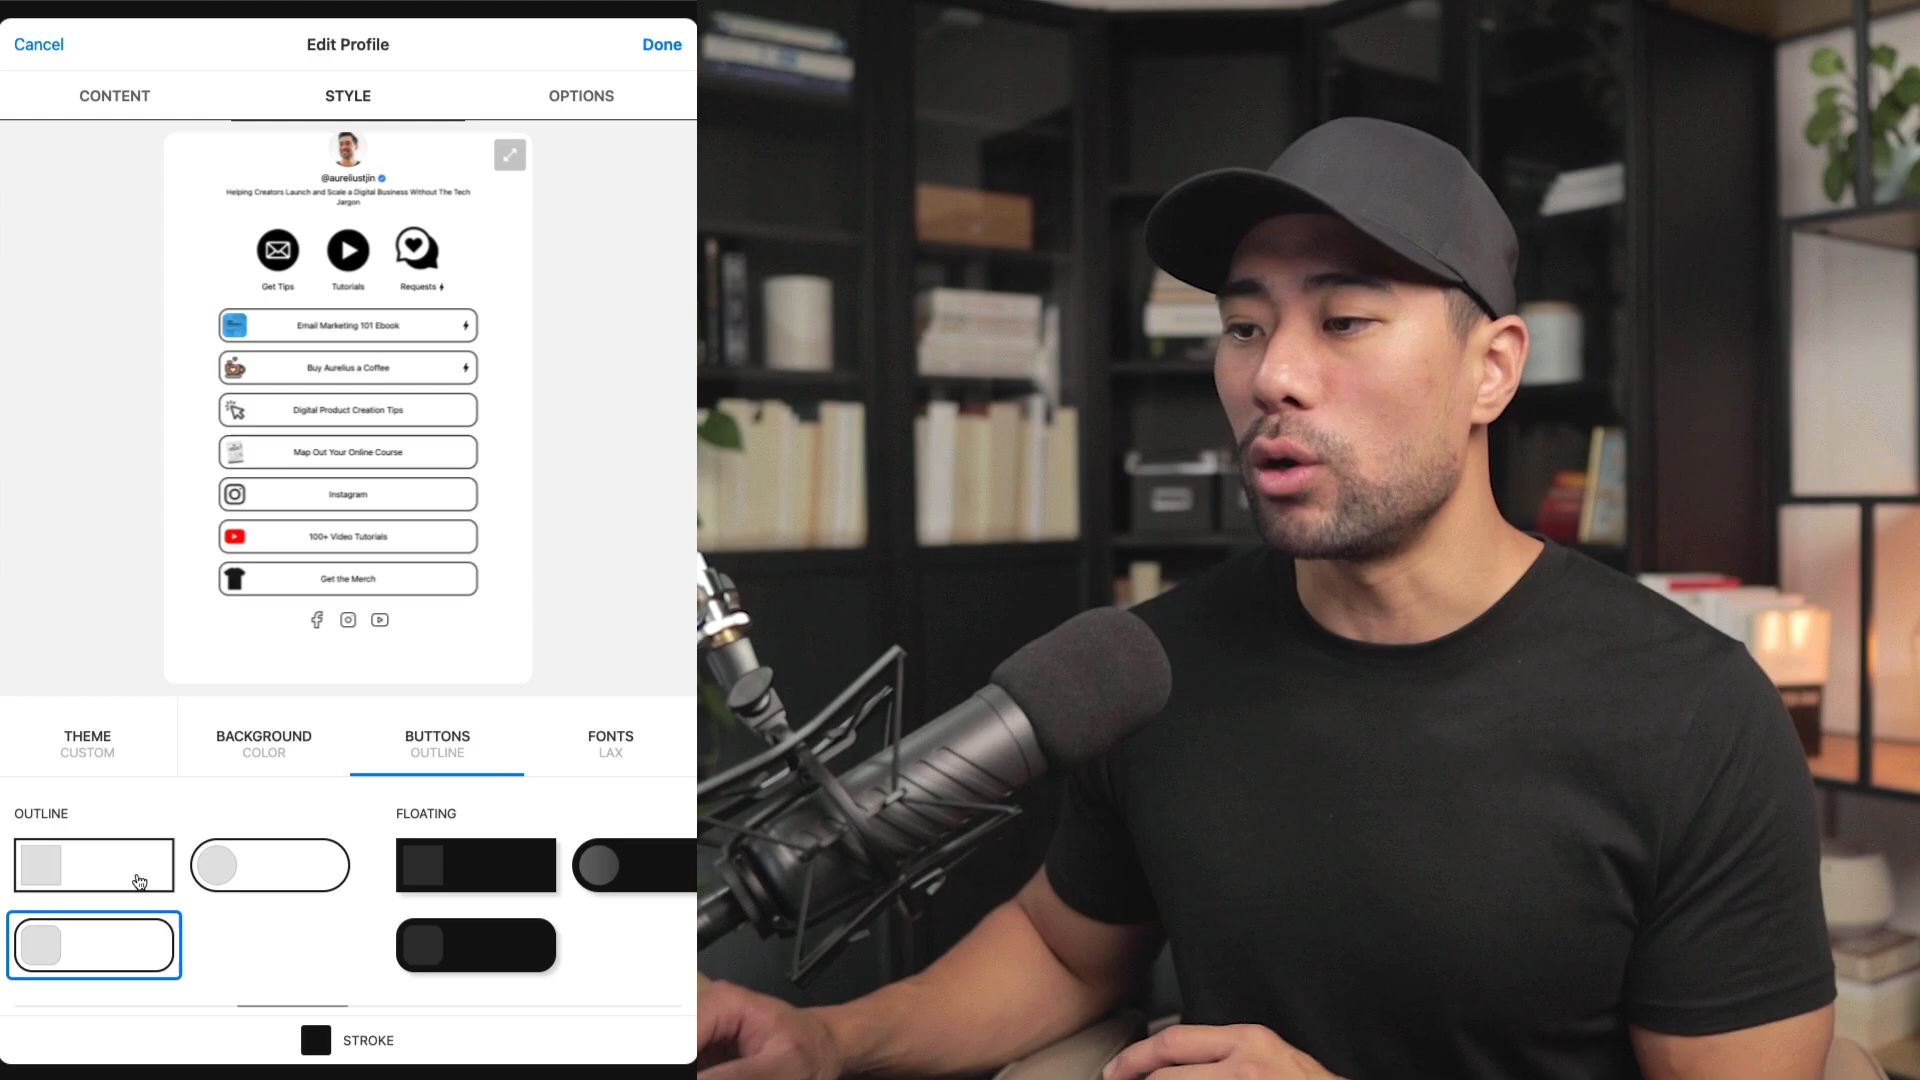 Cancel
Edit Profile
Done
CONTENT
STYLE
OPTIONS
@aureliustjin
Helping Creators Launch and Scale a Digital Business Without The Tech
Jargon
Get Tips
Tutorials
Requests
Email Marketing 101 Ebook
Buy Aurelius a Coffee
Digital Product Creation Tips
Map Out Your Online Course
Instagram
100+ Video Tutorials
Get the Merch
THEME
CUSTOM
BACKGROUND
COLOR
BUTTONS
OUTLINE
FONTS
LAX
OUTLINE
FLOATING
STROKE